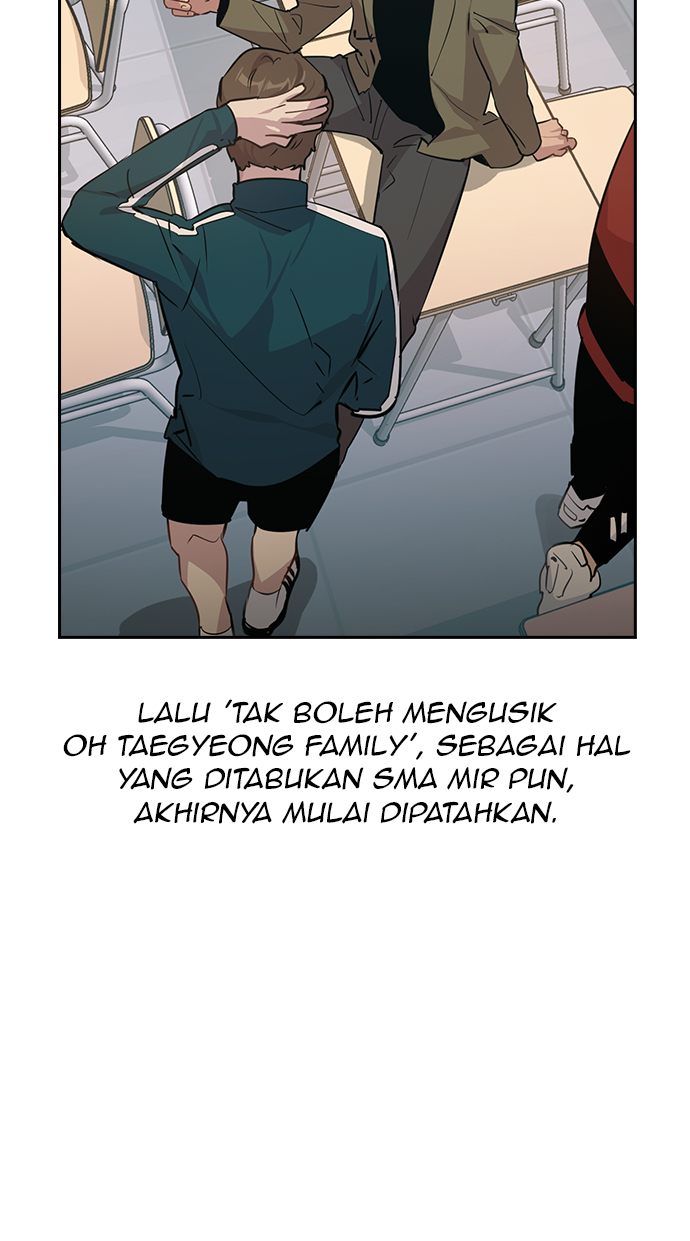 LALU 'TAK BOLEH MENGUSIK
OH TAEGYEONG FAMILY', SEBAGAI HAL
YANG DITABUKAN SMA MIR PUN,
AKHIRNYA MULAI DIPATAHKAN.